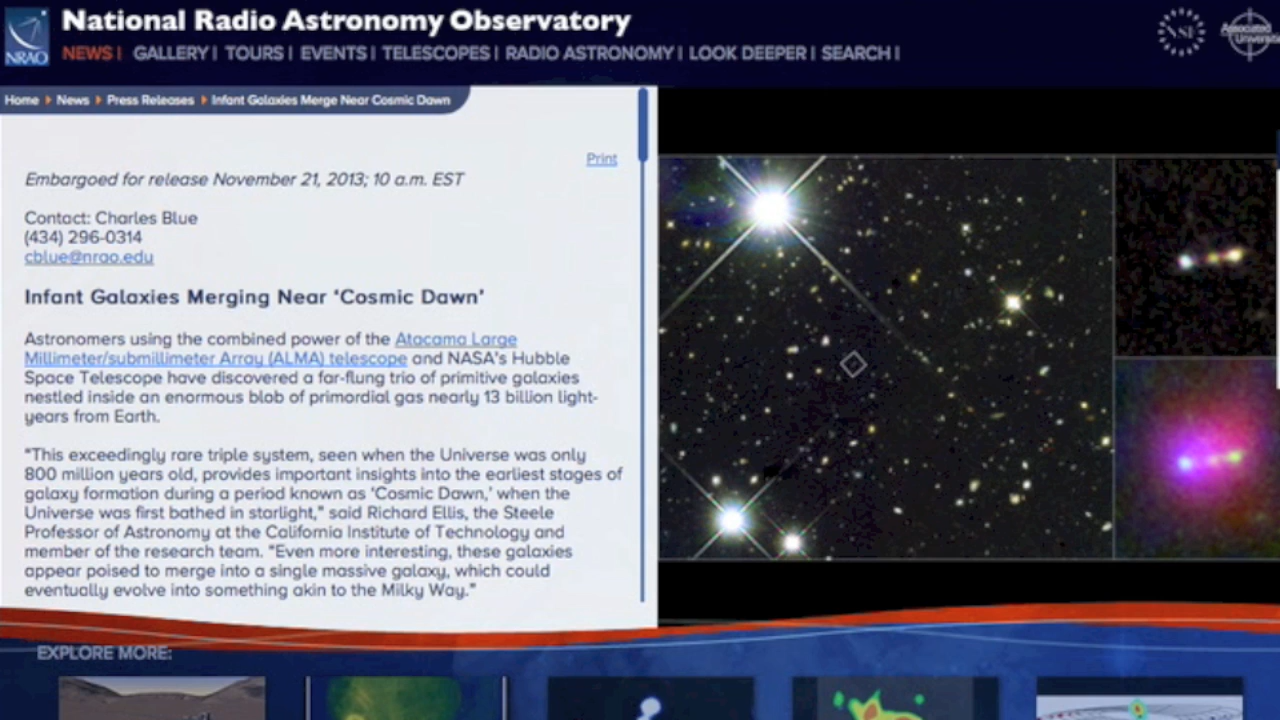 National Radio Astronomy Observatory
NRAO
NEWS | GALLERY | TOURS | EVENTS | TELESCOPES | RADIO ASTRONOMY | LOOK DEEPER | SEARCH |
NSF
Associated
Home News Press Releases Infant Galaxies Merge Near Cosmic Dawn
Print
Embargoed for release November 21, 2013; 10 a.m. EST
Contact: Charles Blue
(434) 296-0314
cblue@nrao.edu
Infant Galaxies Merging Near ‘Cosmic Dawn’
Astronomers using the combined power of the Atacama Large
Millimeter/submillimeter Array (ALMA) telescope and NASA's Hubble
Space Telescope have discovered a far-flung trio of primitive galaxies
nestled inside an enormous blob of primordial gas nearly 13 billion light-
years from Earth.
"This exceedingly rare triple system, seen when the Universe was only
800 million years old, provides important insights into the earliest stages of
galaxy formation during a period known as ‘Cosmic Dawn,’ when the
Universe was first bathed in starlight," said Richard Ellis, the Steele
Professor of Astronomy at the California Institute of Technology and
member of the research team. "Even more interesting, these galaxies
appear poised to merge into a single massive galaxy, which could
eventually evolve into something akin to the Milky Way."
EXPLORE MORE: